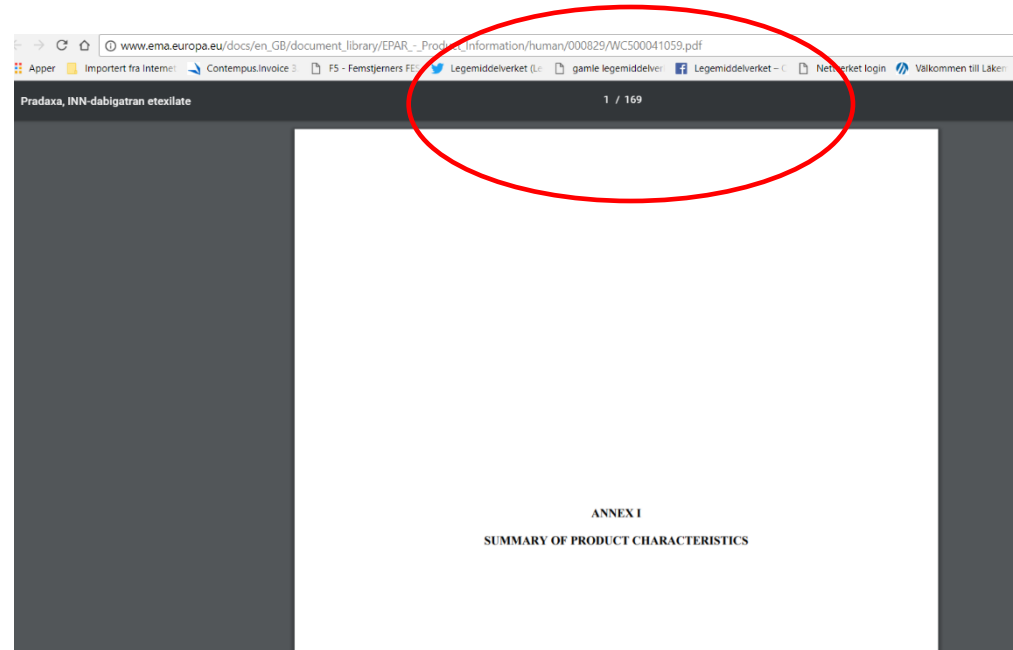 www.ema.europa.eu/docs/en_GB/document_library/EPAR_-_Product_Information/human/000829/WC500041059.pdf
Apper Importert fra Internet Contempus.Invoice 3 F5 - Femstjerners FES Legemiddelverket (Le gamle legemiddelver Legemiddelverket – C Nettverket login Välkommen till Läkem
Pradaxa, INN-dabigatran etexilate 1 / 169
ANNEX I
SUMMARY OF PRODUCT CHARACTERISTICS